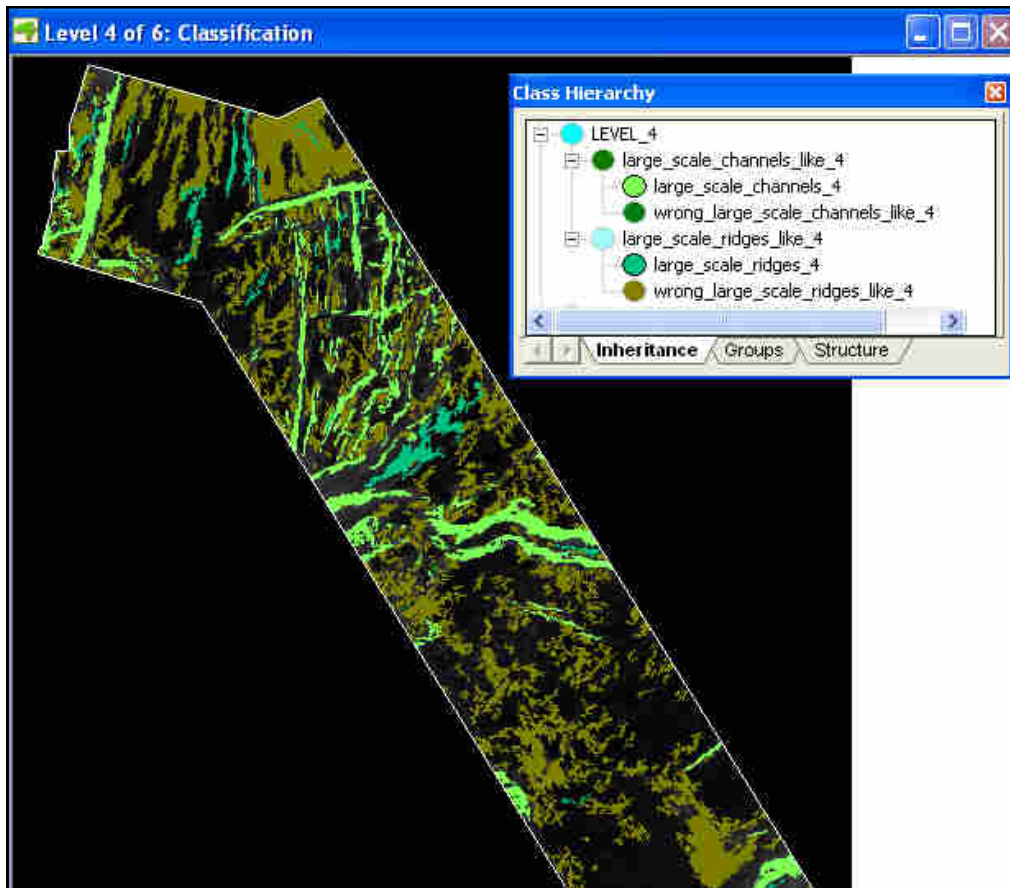 Level 4 of 6: Classification
Class Hierarchy
LEVEL_4
large_scale_channels_like_4
large_scale_channels_4
wrong_large_scale_channels_like_4
large_scale_ridges_like_4
large_scale_ridges_4
wrong_large_scale_ridges_like_4
Inheritance Groups Structure